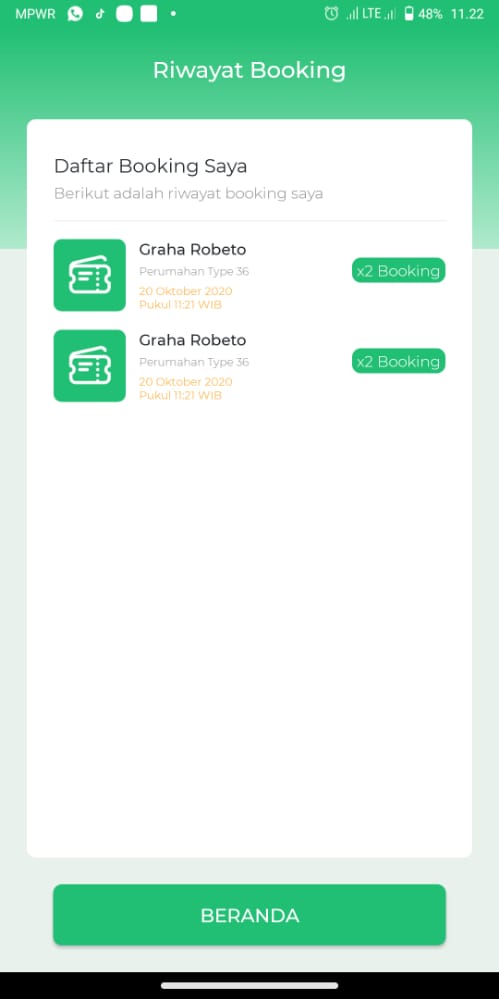 MPWR LTE 48% 11.22
Riwayat Booking
Daftar Booking Saya
Berikut adalah riwayat booking saya
Graha Robeto
Perumahan Type 36
20 Oktober 2020
Pukul 11:21 WIB
x2 Booking
Graha Robeto
Perumahan Type 36
20 Oktober 2020
Pukul 11:21 WIB
x2 Booking
BERANDA